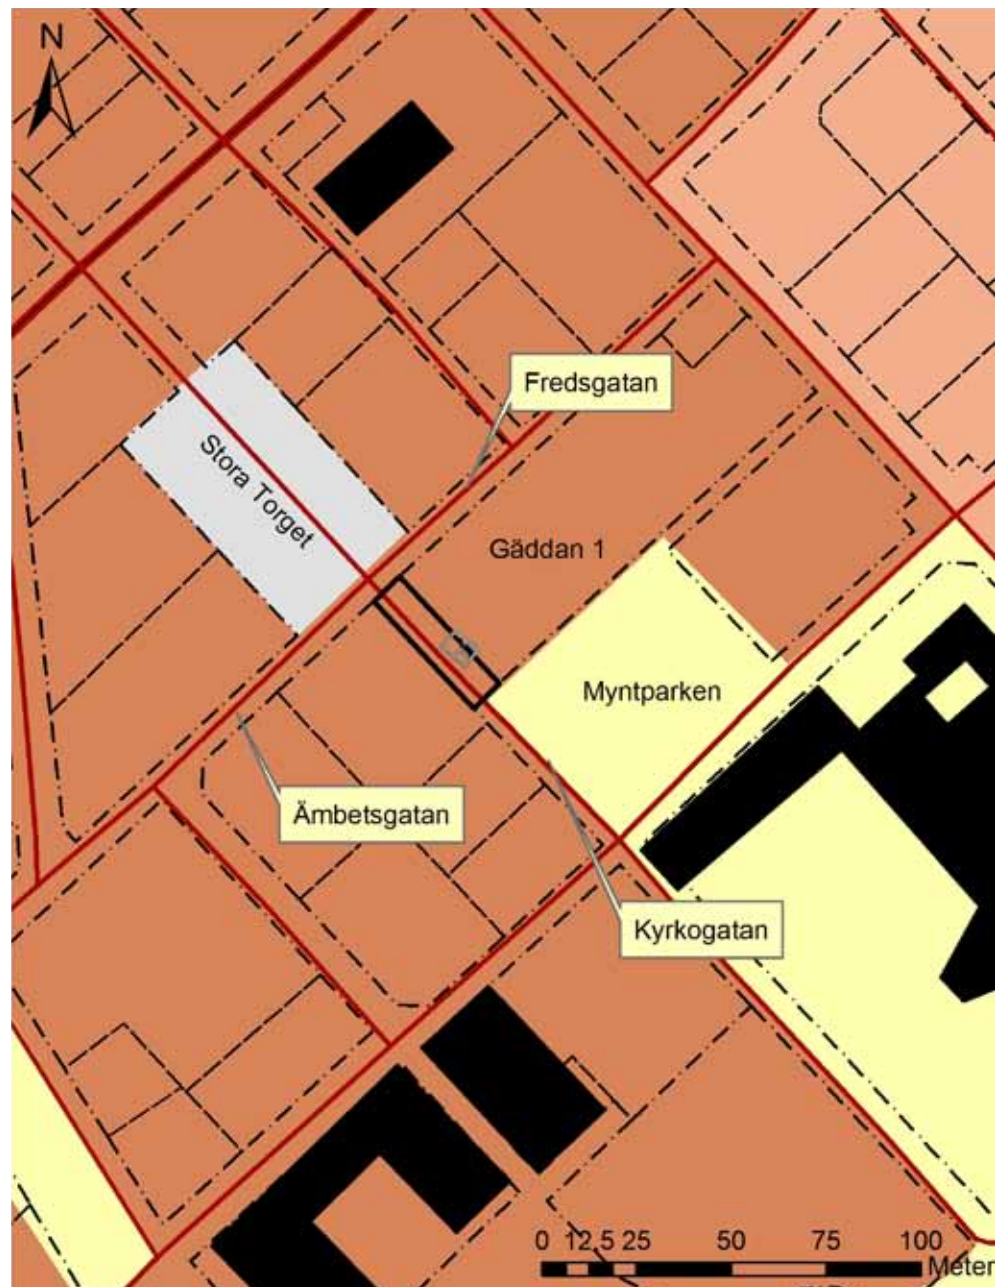 N
Fredsgatan
Stora Torget
Gäddan 1
Myntparken
Ämbetsgatan
Kyrkogatan
0 12,5 25 50 75 100
Meter